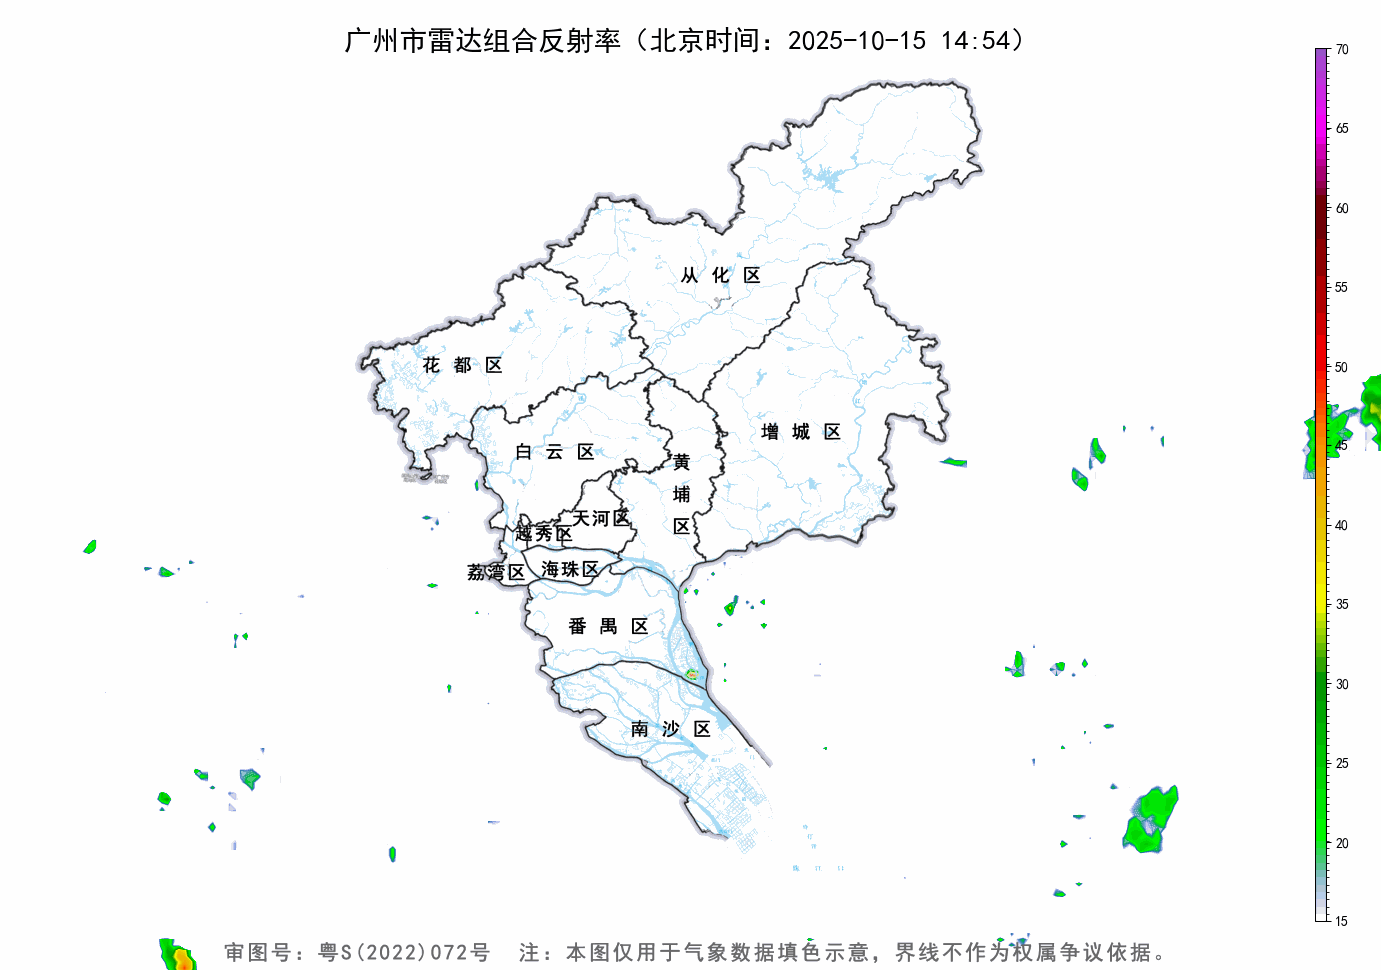 广州市雷达组合反射率（北京时间：2025-10-15 14:54）
70
65
60
55
50
45
40
35
30
25
20
15
从化区
花都区
增城区
白云区
黄埔区
天河区
越秀区
荔湾区
海珠区
番禺区
南沙区
审图号：粤S(2022)072号 注：本图仅用于气象数据填色示意，界线不作为权属争议依据。